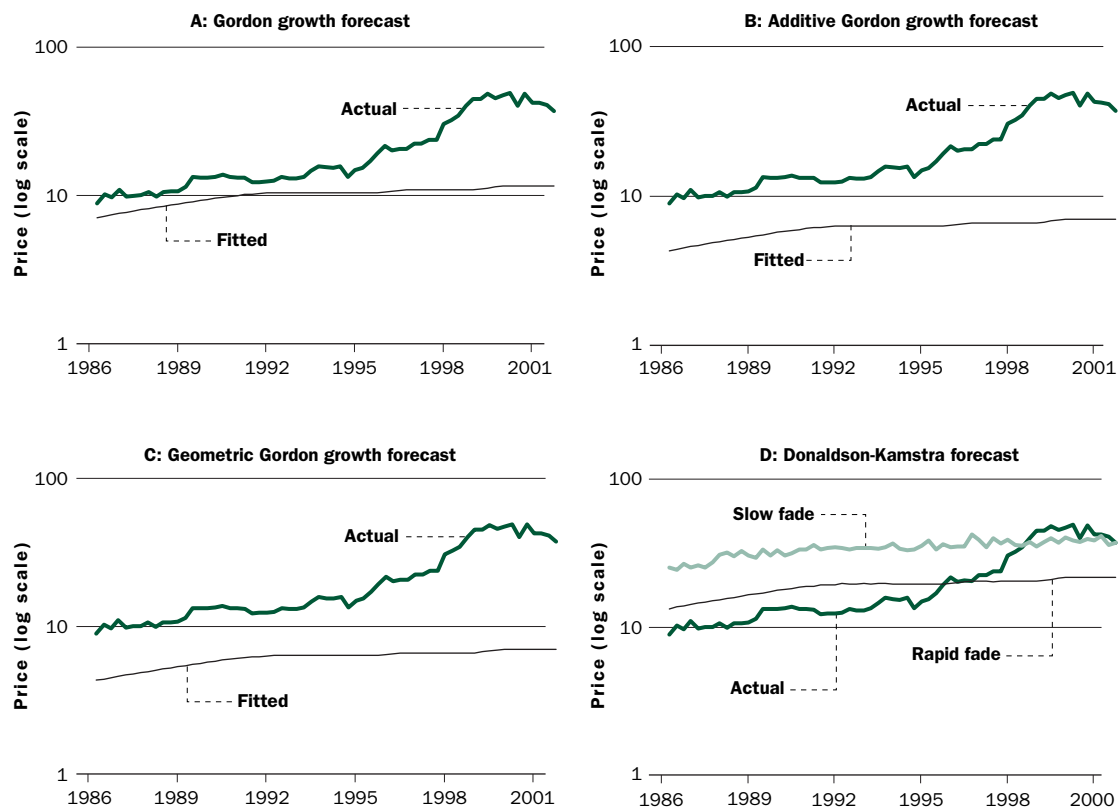 A: Gordon growth forecast
100
Actual
10
Fitted
1
Price (log scale)
1986 1989 1992 1995 1998 2001
B: Additive Gordon growth forecast
100
Actual
10
Fitted
1
Price (log scale)
1986 1989 1992 1995 1998 2001
C: Geometric Gordon growth forecast
100
Actual
10
Fitted
1
Price (log scale)
1986 1989 1992 1995 1998 2001
D: Donaldson-Kamstra forecast
100
Slow fade
10
Rapid fade
Actual
1
Price (log scale)
1986 1989 1992 1995 1998 2000